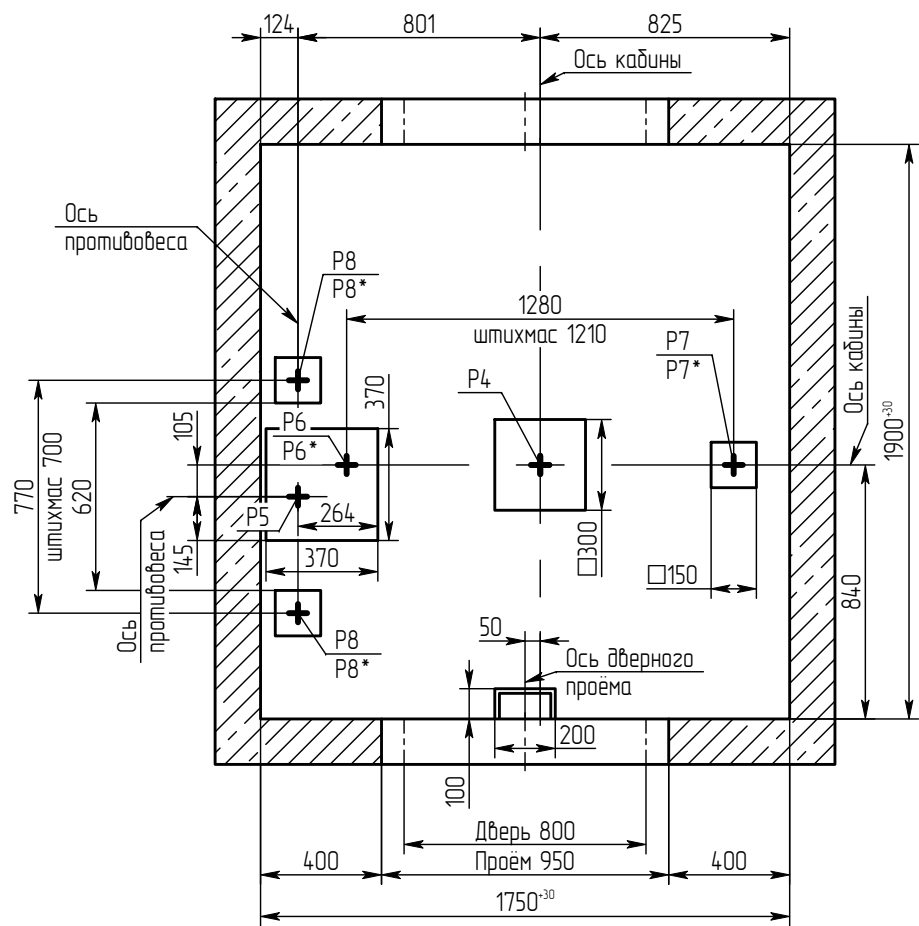 124
801
825
Ось кабины
Ось
противовеса
P8
P8*
1280
штихмас 1210
P7
P7*
Ось кабины
P4
370
P6
P6*
105
1900+30
770
штихмас 700
620
P5
264
145
370
□300
□150
840
Ось
противовеса
50
P8
P8*
Ось дверного
проёма
200
100
Дверь 800
400
Проём 950
400
1750+30